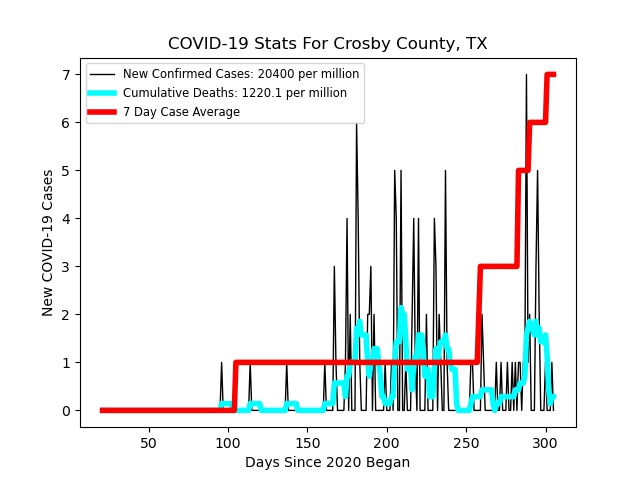 COVID-19 Stats For Crosby County, TX
New Confirmed Cases: 20400 per million
Cumulative Deaths: 1220.1 per million
7 Day Case Average
New COVID-19 Cases
7
6
5
4
3
2
1
0
50 100 150 200 250 300
Days Since 2020 Began